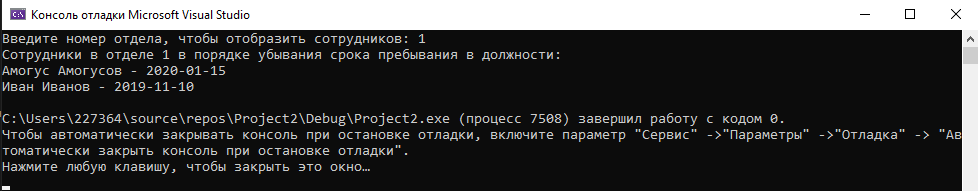 Консоль отладки Microsoft Visual Studio
Введите номер отдела, чтобы отобразить сотрудников: 1
Сотрудники в отделе 1 в порядке убывания срока пребывания в должности:
Амогус Амогусов - 2020-01-15
Иван Иванов - 2019-11-10
C:\Users\227364\source\repos\Project2\Debug\Project2.exe (процесс 7508) завершил работу с кодом 0.
Чтобы автоматически закрывать консоль при остановке отладки, включите параметр "Сервис" ->"Параметры" ->"Отладка" -> "Ав
томатически закрыть консоль при остановке отладки".
Нажмите любую клавишу, чтобы закрыть это окно…